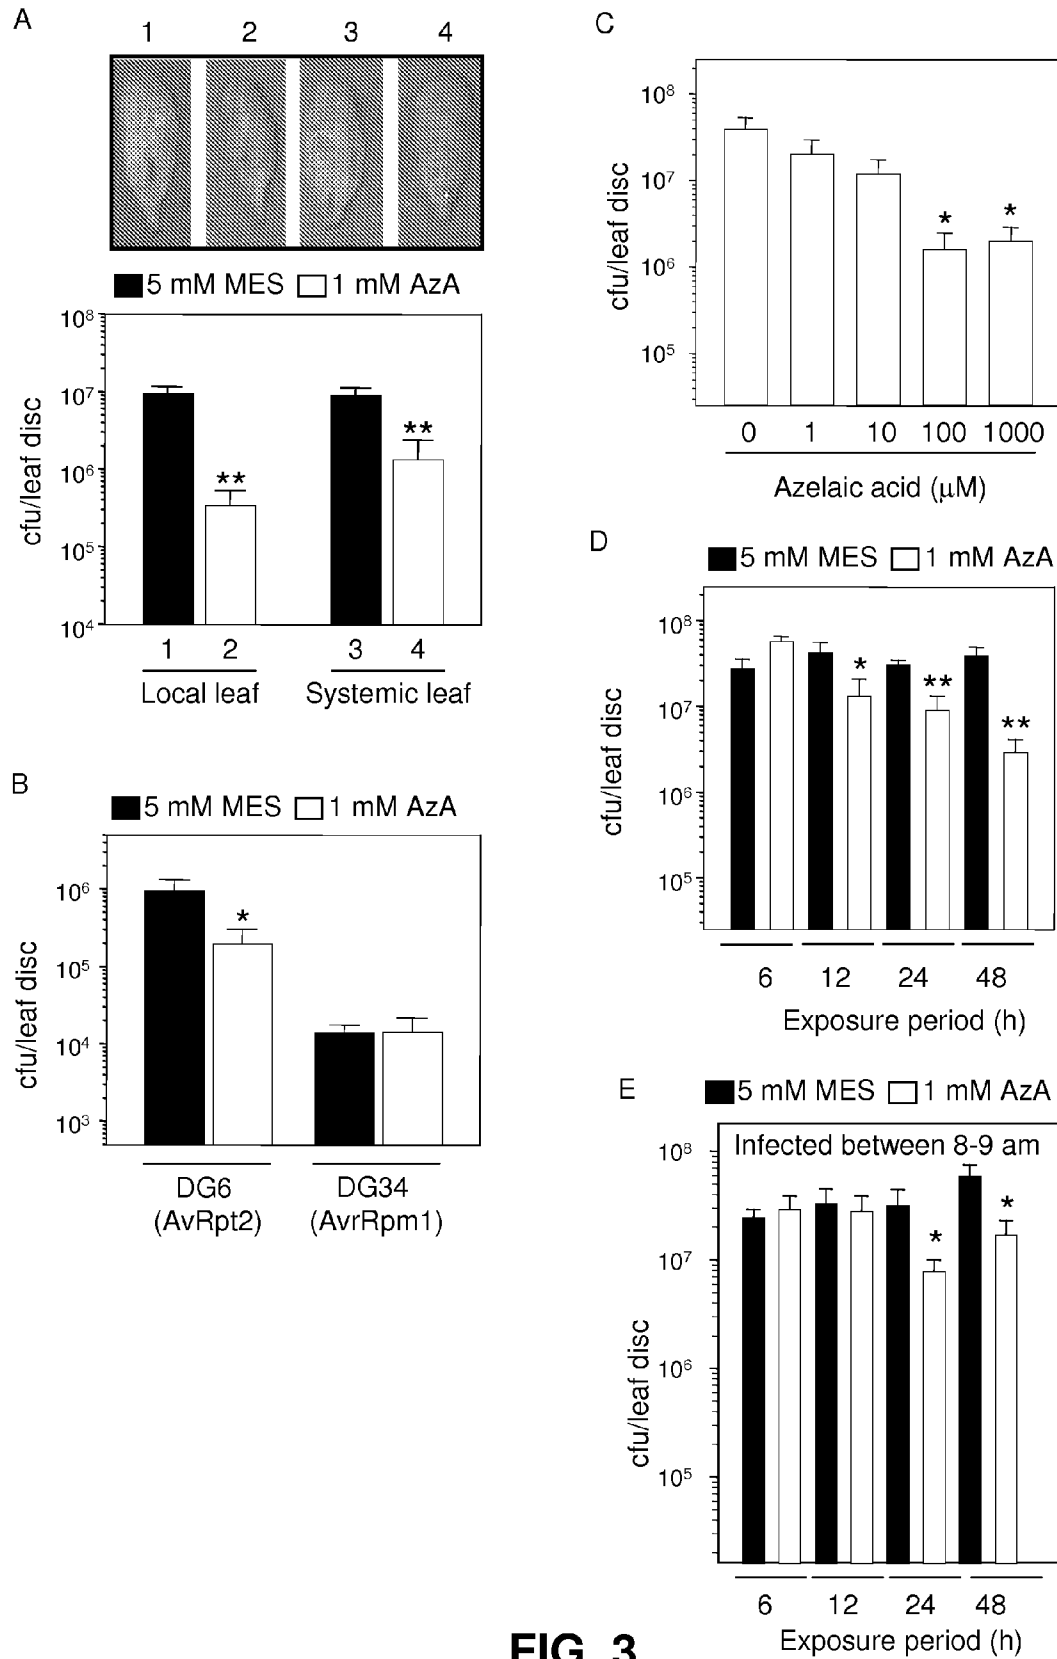 A
1 2 3 4
5 mM MES 1 mM AzA
cfu/leaf disc
10⁸
10⁷
10⁶
10⁵
10⁴
** **
1 2 3 4
Local leaf Systemic leaf
B
5 mM MES 1 mM AzA
cfu/leaf disc
10⁶
10⁵
10⁴
10³
*
DG6 DG34
(AvRpt2) (AvrRpm1)
C
cfu/leaf disc
10⁸
10⁷
10⁶
10⁵
* *
0 1 10 100 1000
Azelaic acid (μM)
D
5 mM MES 1 mM AzA
cfu/leaf disc
10⁸
10⁷
10⁶
10⁵
* ** **
6 12 24 48
Exposure period (h)
E
5 mM MES 1 mM AzA
Infected between 8-9 am
cfu/leaf disc
10⁸
10⁷
10⁶
10⁵
* *
6 12 24 48
Exposure period (h)
FIG. 3